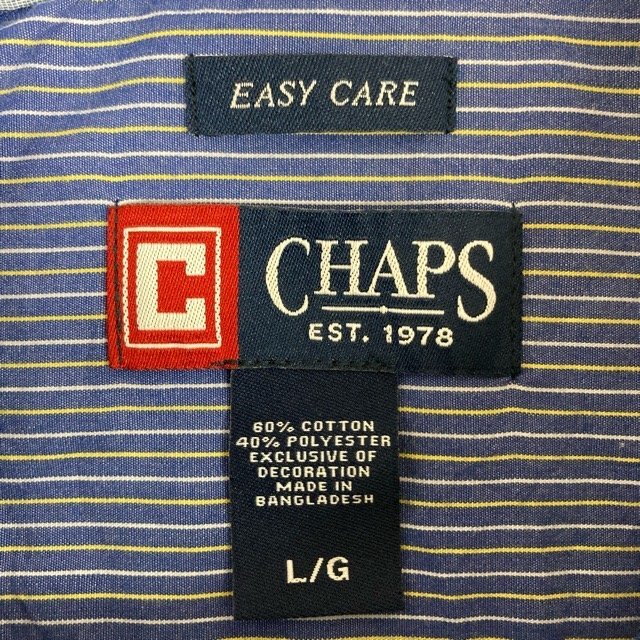 EASY CARE
C
CHAPS
EST. 1978
60% COTTON
40% POLYESTER
EXCLUSIVE OF
DECORATION
MADE IN
BANGLADESH
L/G